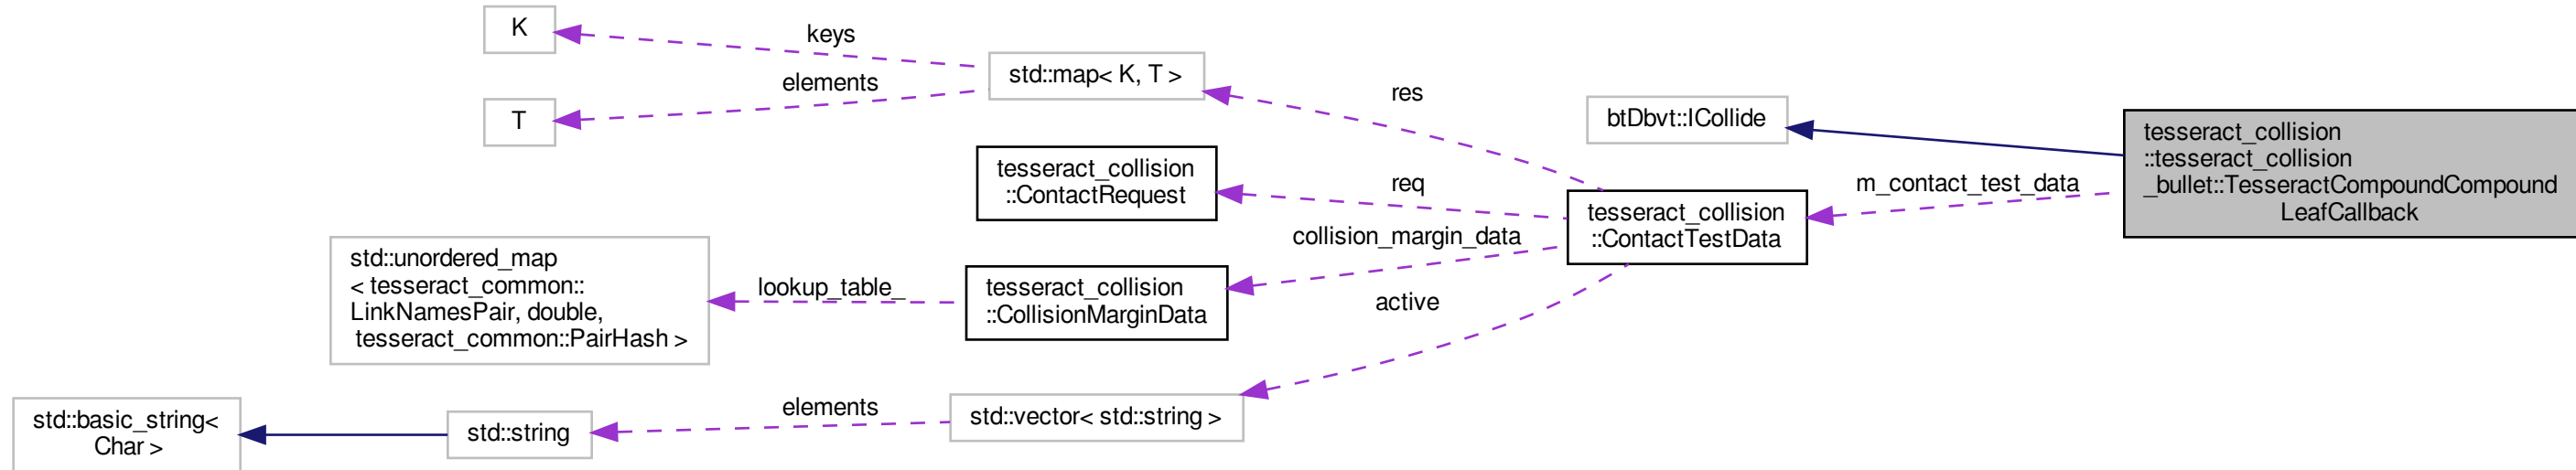 K
keys
std::map< K, T >
elements
T
res
btDbvt::ICollide
tesseract_collision
::tesseract_collision
_bullet::TesseractCompoundCompound
LeafCallback
tesseract_collision
::ContactRequest
req
m_contact_test_data
tesseract_collision
::ContactTestData
collision_margin_data
std::unordered_map
< tesseract_common::
LinkNamesPair, double,
tesseract_common::PairHash >
lookup_table_
tesseract_collision
::CollisionMarginData
active
std::basic_string<
Char >
std::string
elements
std::vector< std::string >